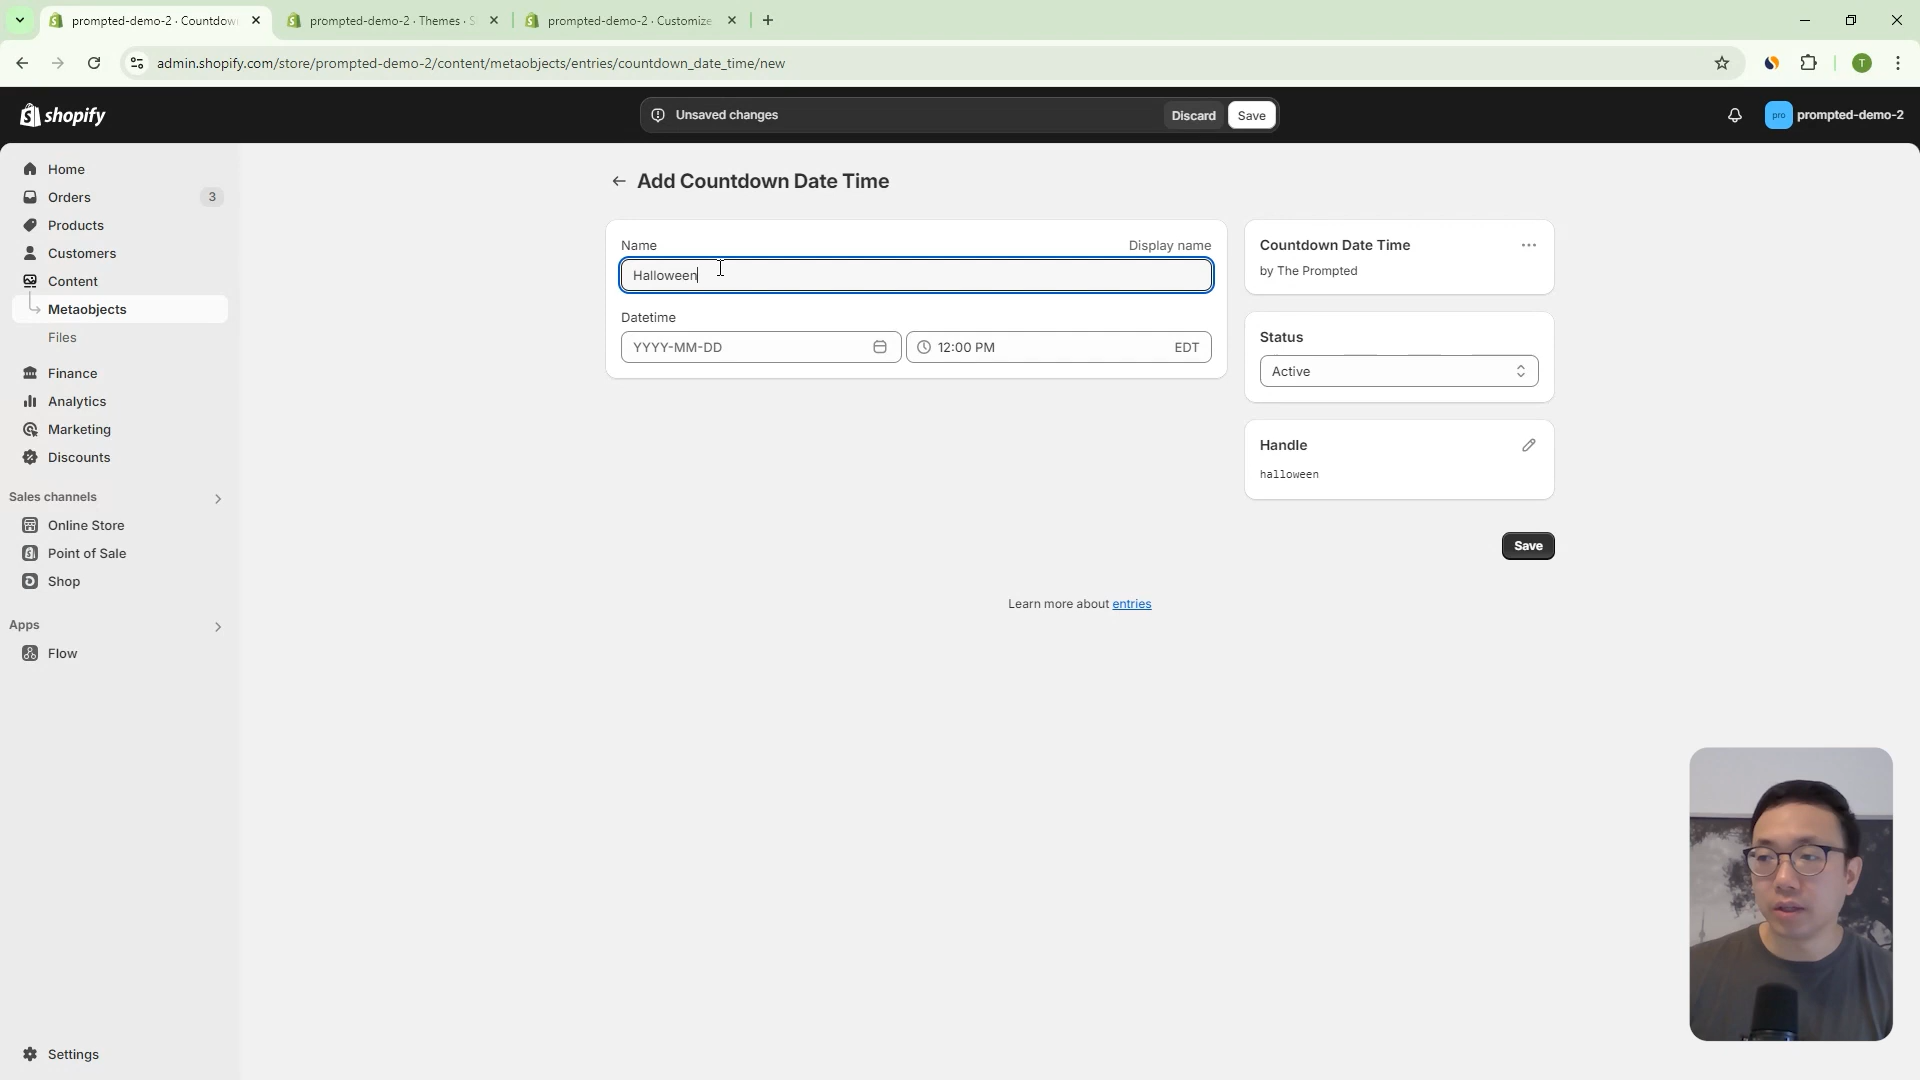 prompted-demo-2 · Countdow
prompted-demo-2 · Themes · S
prompted-demo-2 · Customize
admin.shopify.com/store/prompted-demo-2/content/metaobjects/entries/countdown_date_time/new
T
shopify
Unsaved changes
Discard
Save
pro
prompted-demo-2
Home
Orders
3
Products
Customers
Content
Metaobjects
Files
Finance
Analytics
Marketing
Discounts
Sales channels
Online Store
Point of Sale
Shop
Apps
Flow
Settings
Add Countdown Date Time
Name
Display name
Halloween
Datetime
YYYY-MM-DD
12:00 PM
EDT
Countdown Date Time
by The Prompted
Status
Active
Handle
halloween
Save
Learn more about entries